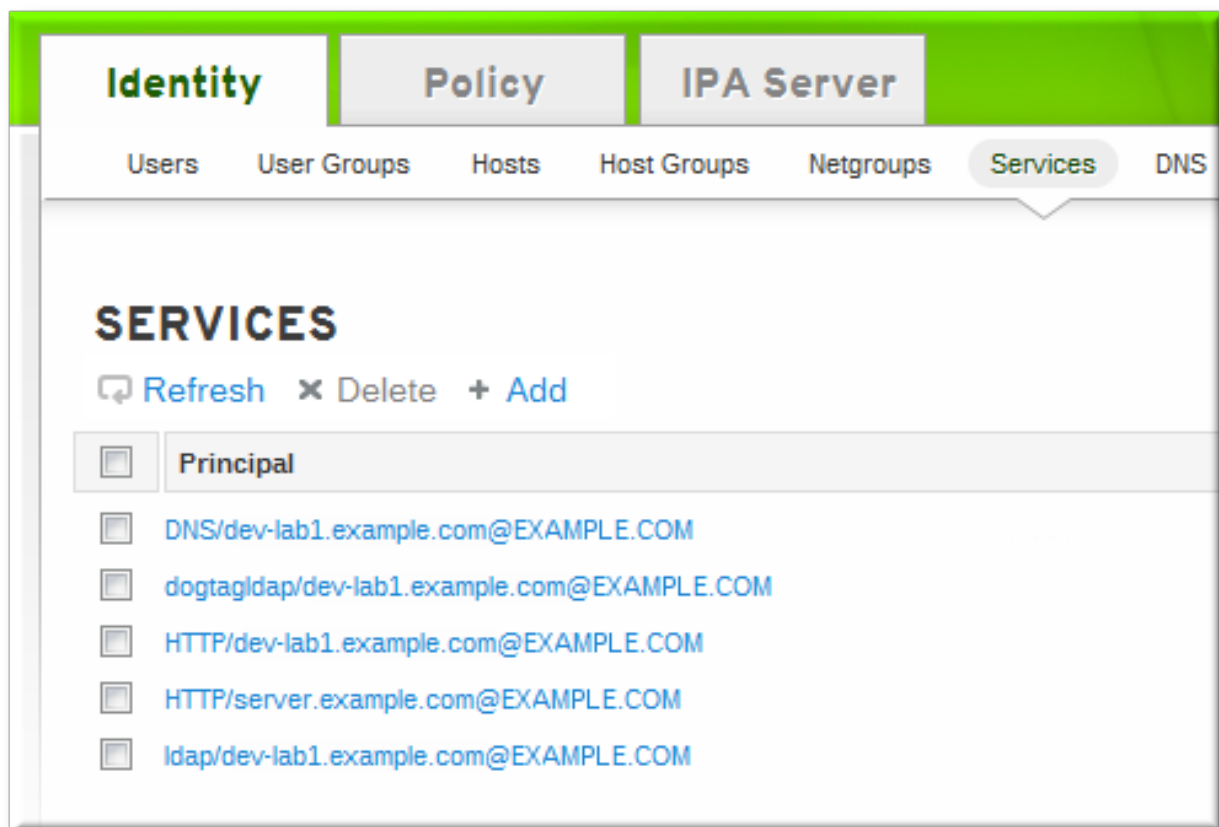 Identity Policy IPA Server
Users User Groups Hosts Host Groups Netgroups Services DNS
SERVICES
Refresh Delete + Add
Principal
DNS/dev-lab1.example.com@EXAMPLE.COM
dogtagldap/dev-lab1.example.com@EXAMPLE.COM
HTTP/dev-lab1.example.com@EXAMPLE.COM
HTTP/server.example.com@EXAMPLE.COM
ldap/dev-lab1.example.com@EXAMPLE.COM